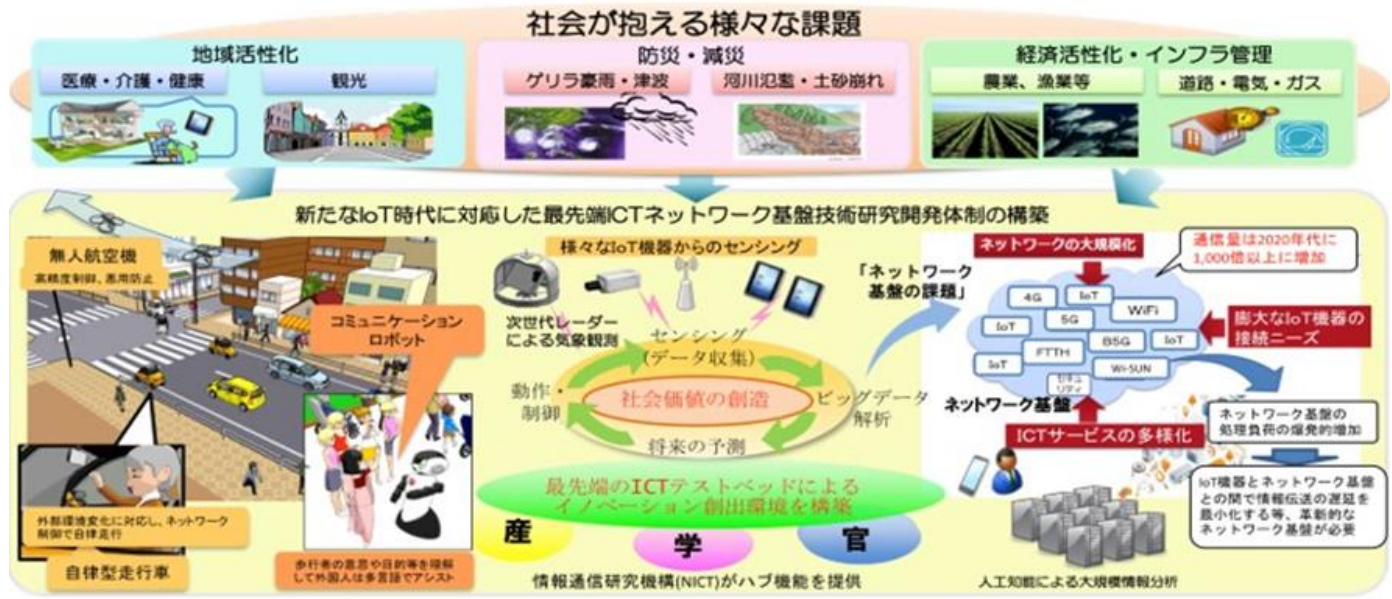 社会が抱える様々な課題
地域活性化
医療・介護・健康
観光
防災・減災
ゲリラ豪雨・津波
河川氾濫・土砂崩れ
経済活性化・インフラ管理
農業、漁業等
道路・電気・ガス
新たなIoT時代に対応した最先端ICTネットワーク基盤技術研究開発体制の構築
無人航空機
高精度制御、悪用防止
コミュニケーション
ロボット
外部環境変化に対応し、ネットワーク
制御で自律走行
自律型走行車
歩行者の意思や目的等を理解
して外国人は多言語でアシスト
様々なIoT機器からのセンシング
次世代レーダー
による気象観測
センシング
(データ収集)
動作・
制御
社会価値の創造
ビッグデータ
解析
将来の予測
最先端のICTテストベッドによる
イノベーション創出環境を構築
産
学
官
情報通信研究機構(NICT)がハブ機能を提供
「ネットワーク
基盤の課題」
ネットワークの大規模化
通信量は2020年代に
1,000倍以上に増加
4G
IoT
WiFi
IoT
5G
B5G
IoT
IoT
FTTH
Wi-SUN
セキュ
リティ
膨大なIoT機器の
接続ニーズ
ネットワーク基盤
ICTサービスの多様化
ネットワーク基盤の
処理負荷の爆発的増加
IoT機器とネットワーク基盤
との間で情報伝送の遅延を
最小化する等、革新的な
ネットワーク基盤が必要
人工知能による大規模情報分析